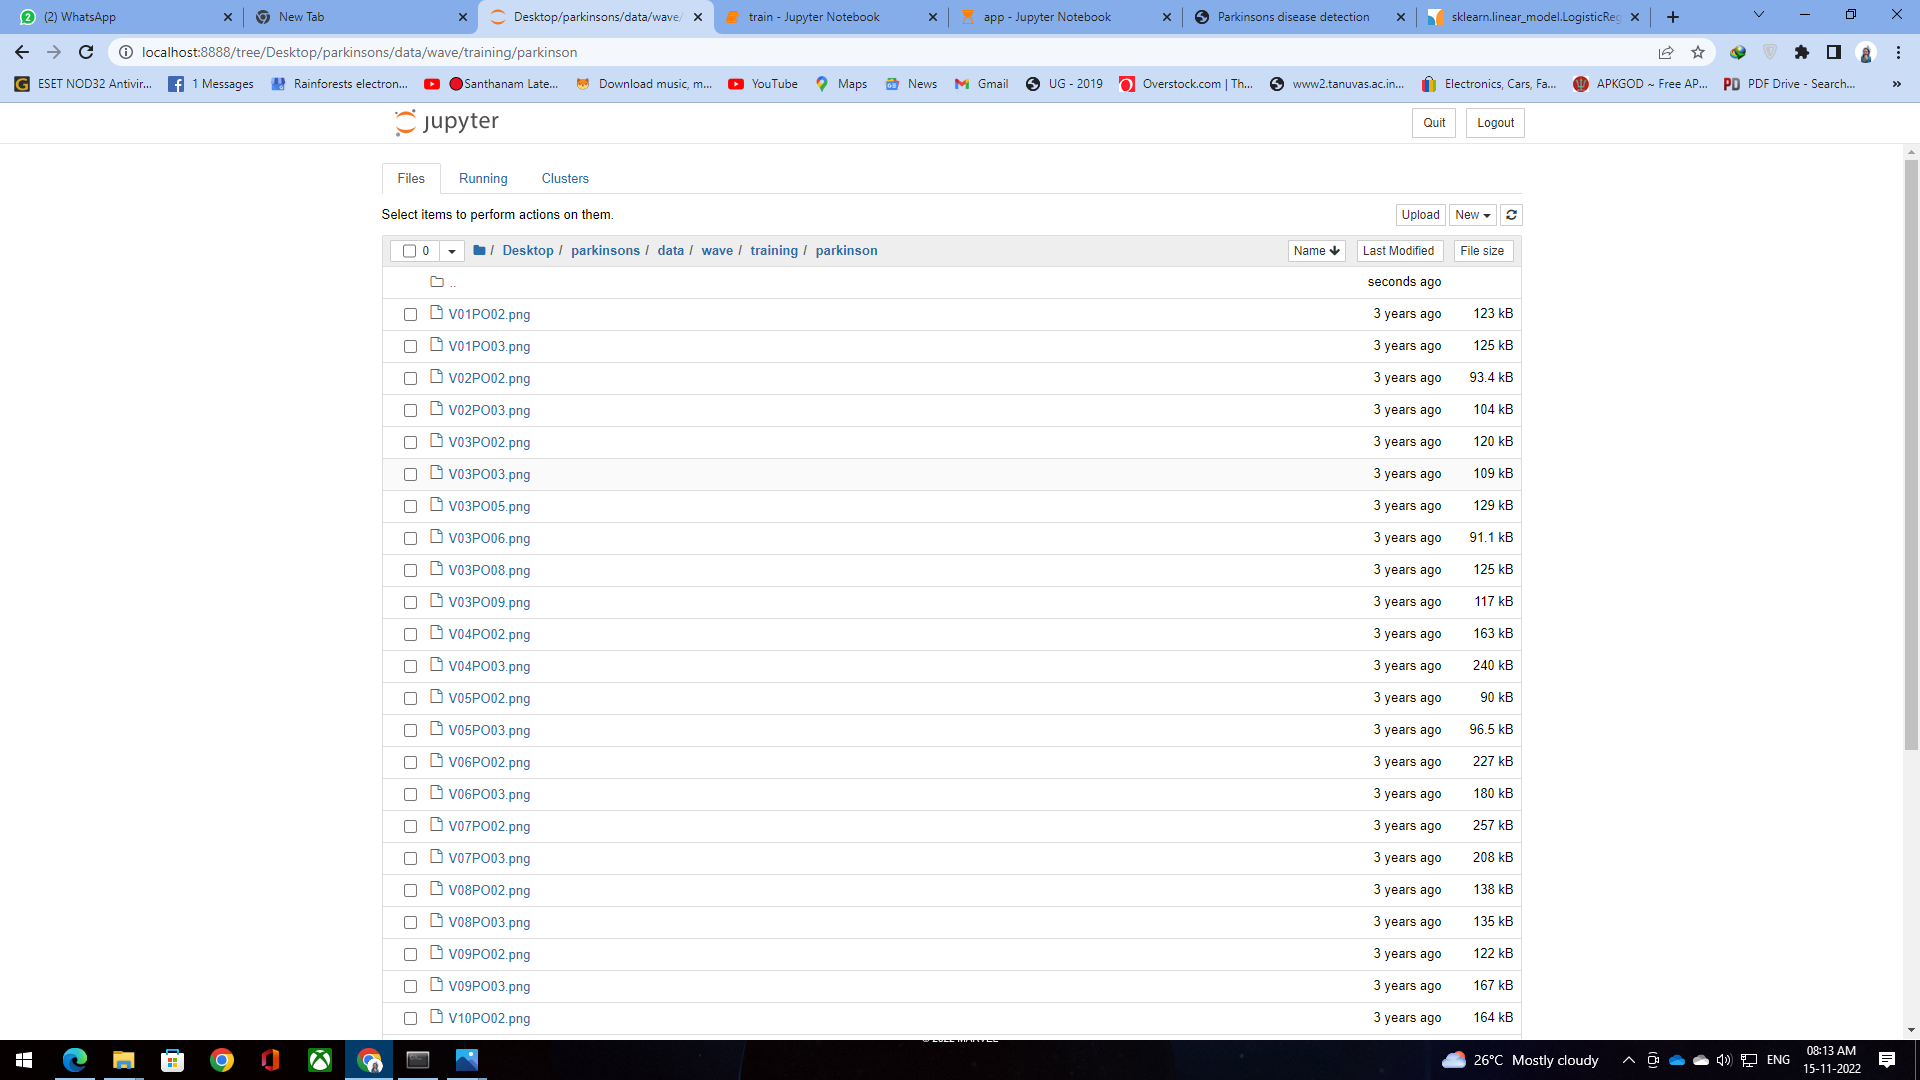 (2) WhatsApp
New Tab
Desktop/parkinsons/data/wave/
train - Jupyter Notebook
app - Jupyter Notebook
Parkinsons disease detection
sklearn.linear_model.LogisticReg
localhost:8888/tree/Desktop/parkinsons/data/wave/training/parkinson
ESET NOD32 Antivir...
1 Messages
Rainforests electron...
Santhanam Late...
Download music, m...
YouTube
Maps
News
Gmail
UG - 2019
Overstock.com | Th...
www2.tanuvas.ac.in...
Electronics, Cars, Fa...
APKGOD ~ Free AP...
PD PDF Drive - Search...
»
jupyter
Quit
Logout
Files
Running
Clusters
Select items to perform actions on them.
Upload
New
0
/ Desktop / parkinsons / data / wave / training / parkinson
Name
Last Modified
File size
.. seconds ago
V01PO02.png 3 years ago 123 kB
V01PO03.png 3 years ago 125 kB
V02PO02.png 3 years ago 93.4 kB
V02PO03.png 3 years ago 104 kB
V03PO02.png 3 years ago 120 kB
V03PO03.png 3 years ago 109 kB
V03PO05.png 3 years ago 129 kB
V03PO06.png 3 years ago 91.1 kB
V03PO08.png 3 years ago 125 kB
V03PO09.png 3 years ago 117 kB
V04PO02.png 3 years ago 163 kB
V04PO03.png 3 years ago 240 kB
V05PO02.png 3 years ago 90 kB
V05PO03.png 3 years ago 96.5 kB
V06PO02.png 3 years ago 227 kB
V06PO03.png 3 years ago 180 kB
V07PO02.png 3 years ago 257 kB
V07PO03.png 3 years ago 208 kB
V08PO02.png 3 years ago 138 kB
V08PO03.png 3 years ago 135 kB
V09PO02.png 3 years ago 122 kB
V09PO03.png 3 years ago 167 kB
V10PO02.png 3 years ago 164 kB
© 2022 MARVEL
26°C Mostly cloudy
ENG
08:13 AM
15-11-2022